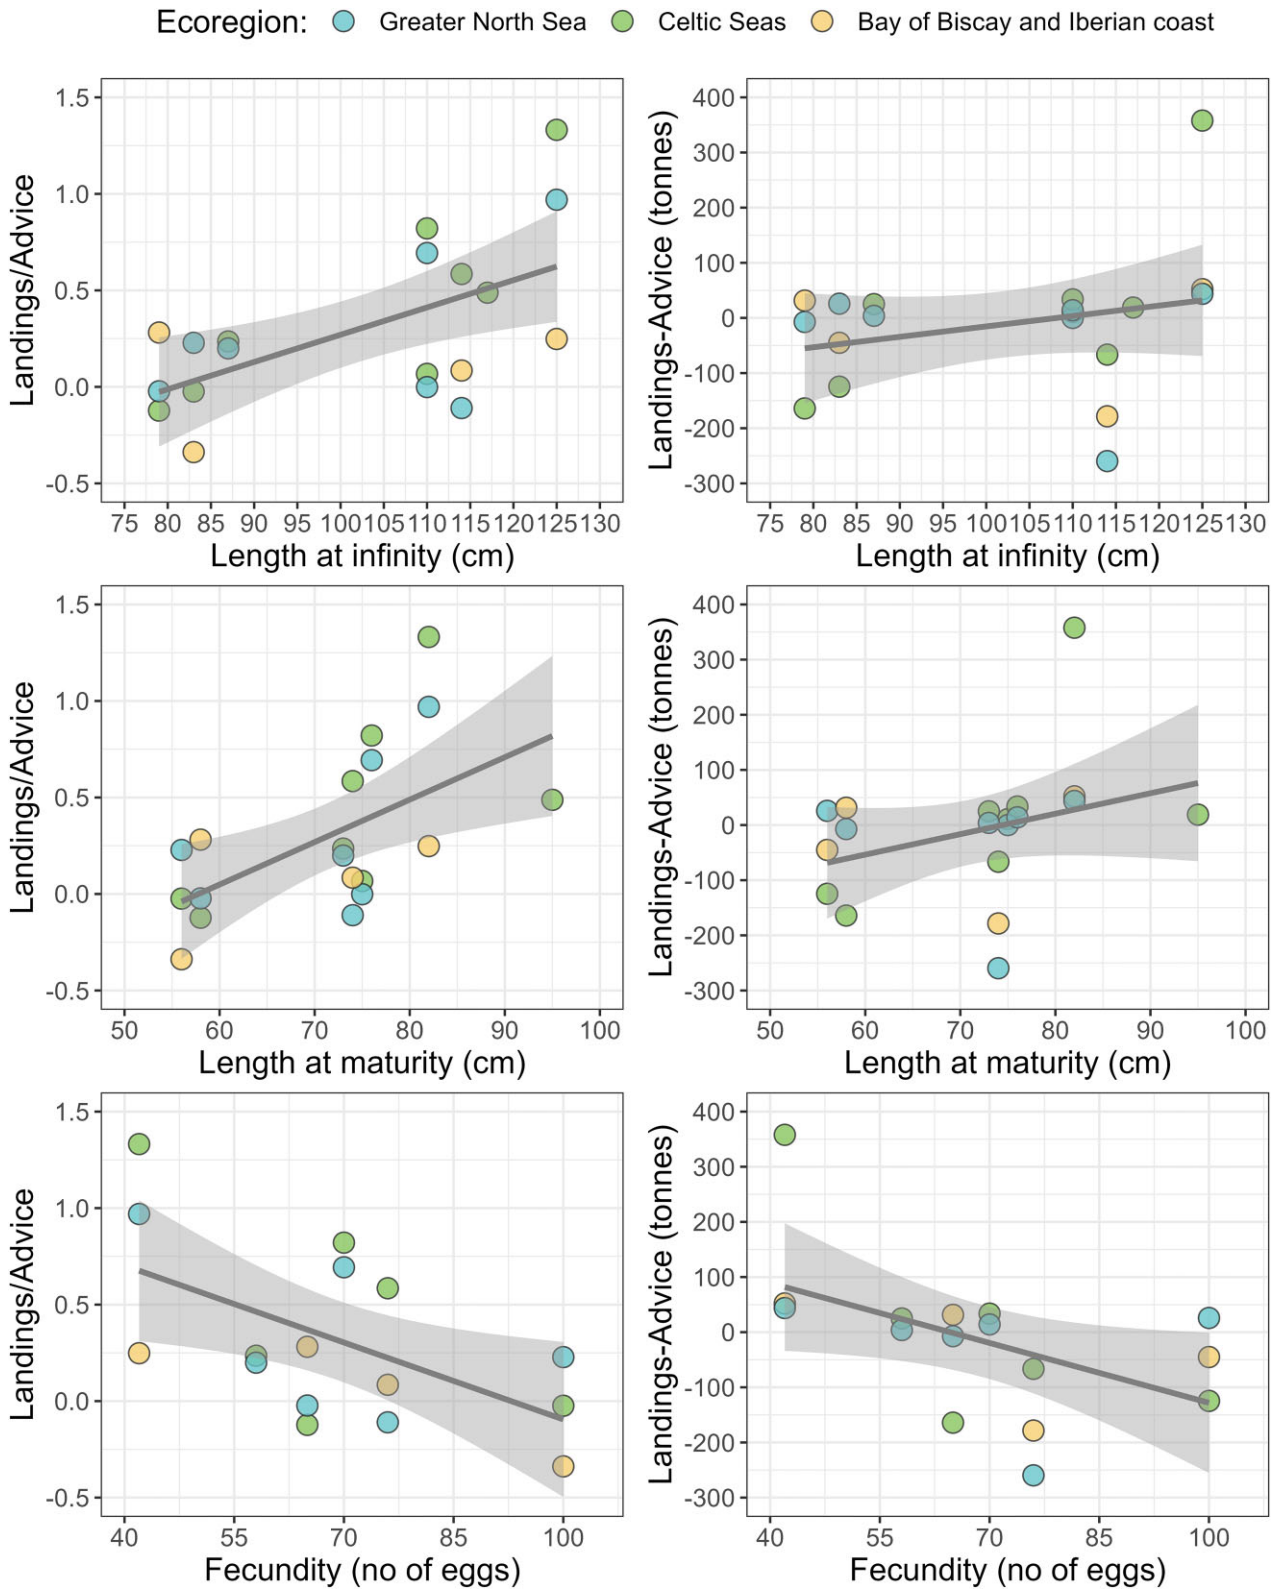 Ecoregion: Greater North Sea Celtic Seas Bay of Biscay and Iberian coast
Landings/Advice
1.5
1.0
0.5
0.0
-0.5
75 80 85 90 95 100 105 110 115 120 125 130
Length at infinity (cm)
Landings-Advice (tonnes)
400
300
200
100
0
-100
-200
-300
75 80 85 90 95 100 105 110 115 120 125 130
Length at infinity (cm)
Landings/Advice
1.5
1.0
0.5
0.0
-0.5
50 60 70 80 90 100
Length at maturity (cm)
Landings-Advice (tonnes)
400
300
200
100
0
-100
-200
-300
50 60 70 80 90 100
Length at maturity (cm)
Landings/Advice
1.5
1.0
0.5
0.0
-0.5
40 55 70 85 100
Fecundity (no of eggs)
Landings-Advice (tonnes)
400
300
200
100
0
-100
-200
-300
40 55 70 85 100
Fecundity (no of eggs)